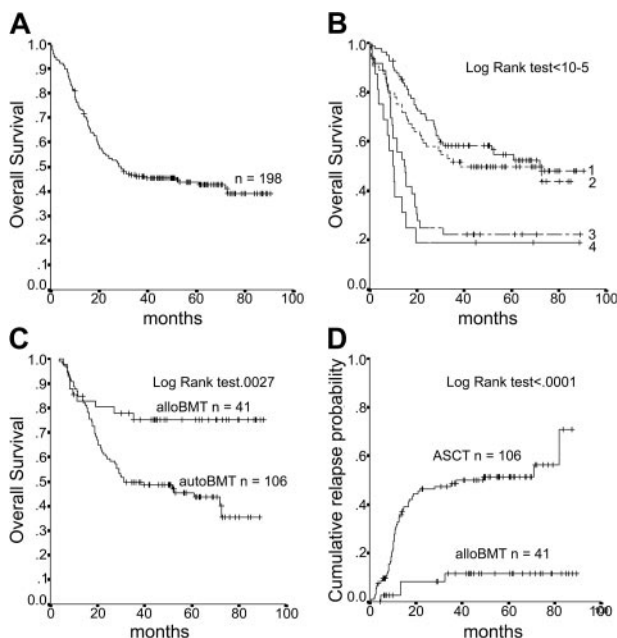 A
Overall Survival
1.0
.9
.8
.7
.6
.5
.4
.3
.2
.1
0.0
n = 198
0 20 40 60 80 100
months
B
Overall Survival
1.0
.8
.6
.4
.2
0.0
Log Rank test<10-5
1
2
3
4
0 20 40 60 80 100
months
C
Overall Survival
1.0
.9
.8
.7
.6
.5
.4
.3
.2
.1
0.0
Log Rank test.0027
alloBMT n = 41
autoBMT n = 106
0 20 40 60 80 100
months
D
Cumulative relapse probability
1.0
.8
.6
.4
.2
0.0
Log Rank test<.0001
ASCT n = 106
alloBMT n = 41
0 20 40 60 80 100
months